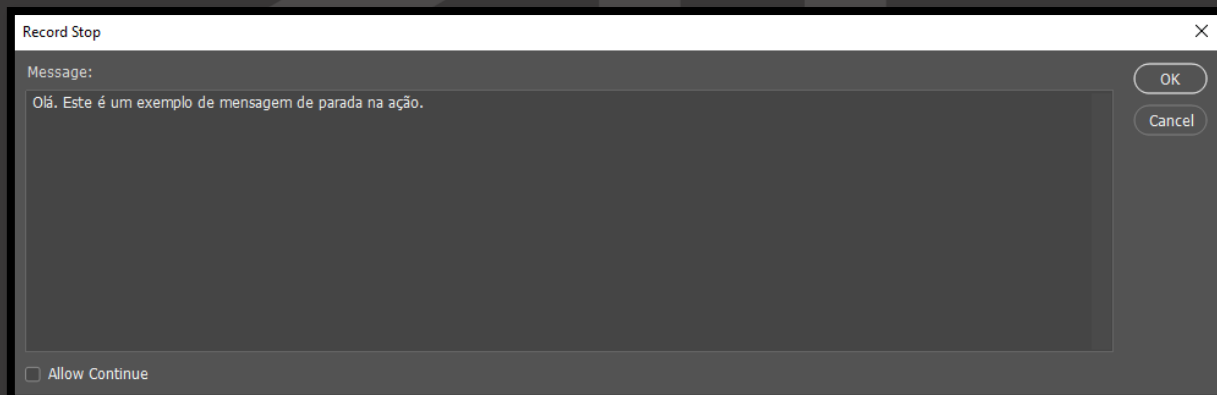 Record Stop
Message:
OK
Olá. Este é um exemplo de mensagem de parada na ação.
Cancel
Allow Continue